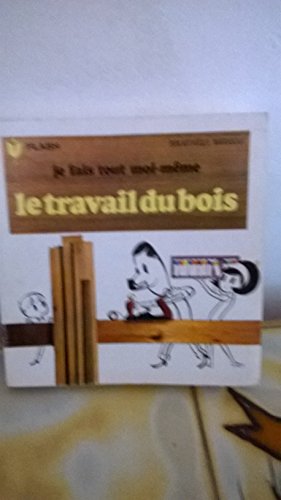 FLASH
je fais tout moi-même
le travail du bois